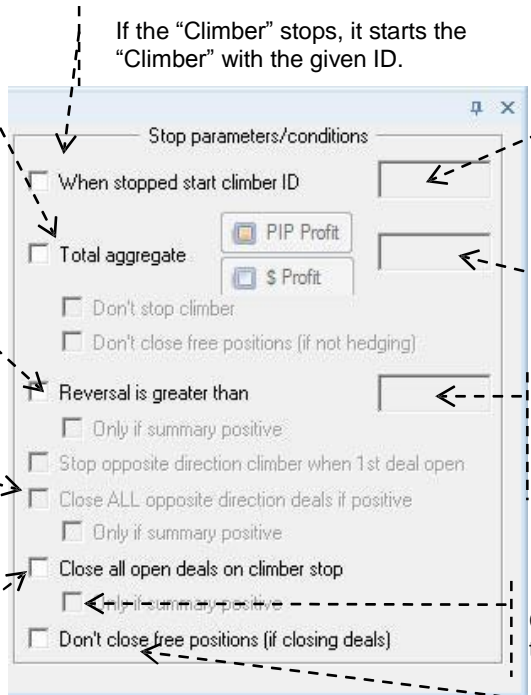 If the “Climber” stops, it starts the
“Climber” with the given ID.
Stop parameters/conditions
When stopped start climber ID
Total aggregate
PIP Profit
$ Profit
Don't stop climber
Don't close free positions (if not hedging)
Reversal is greater than
Only if summary positive
Stop opposite direction climber when 1st deal open
Close ALL opposite direction deals if positive
Only if summary positive
Close all open deals on climber stop
Only if summary positive
Don't close free positions (if closing deals)